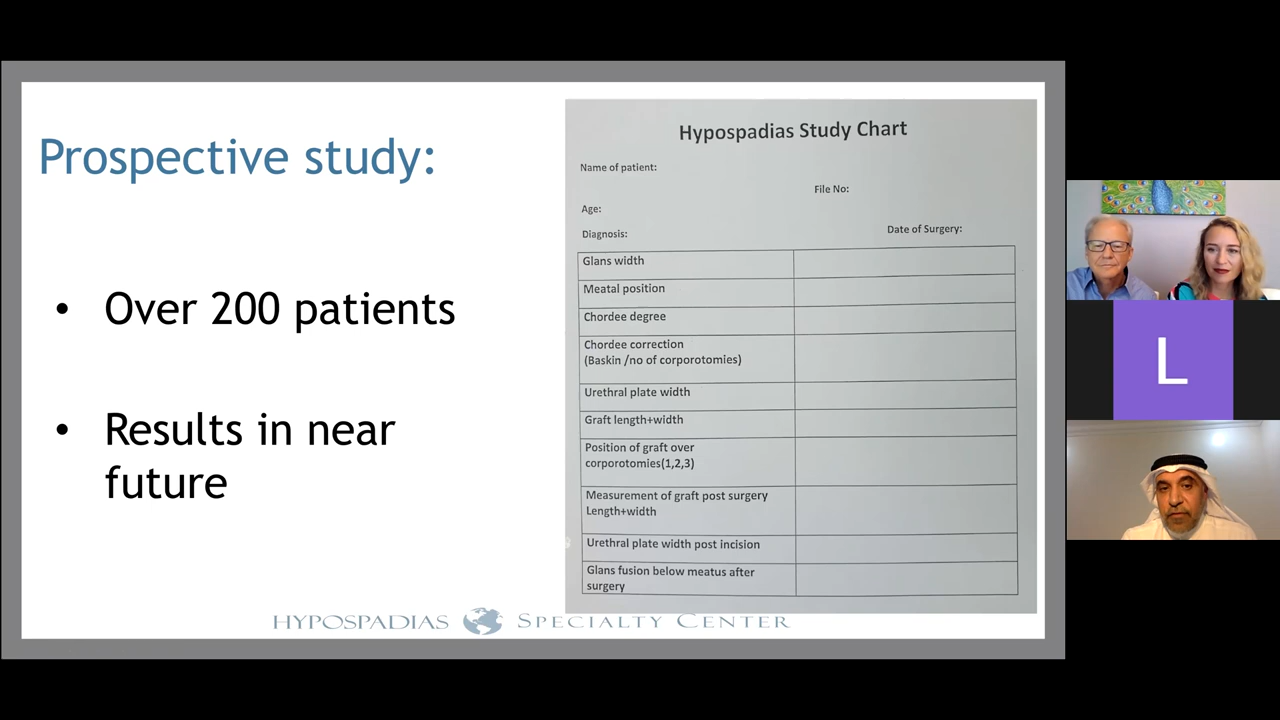 Prospective study:
• Over 200 patients
• Results in near
future
Hypospadias Study Chart
Name of patient:
File No:
Age:
Diagnosis:
Date of Surgery:
Glans width
Meatal position
Chordee degree
Chordee correction
(Baskin /no of corporotomies)
Urethral plate width
Graft length+width
Position of graft over
corporotomies(1,2,3)
Measurement of graft post surgery
Length+width
Urethral plate width post incision
Glans fusion below meatus after
surgery
HYPOSPADIAS SPECIALTY CENTER
L